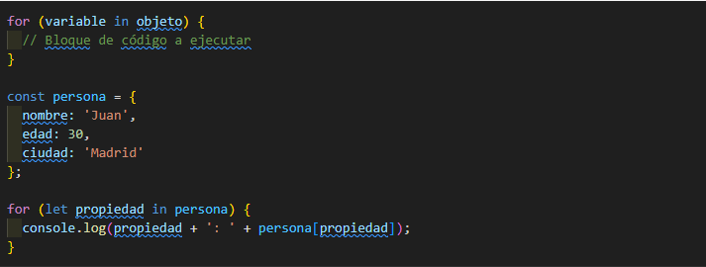 for (variable in objeto) {
  // Bloque de código a ejecutar
}

const persona = {
  nombre: 'Juan',
  edad: 30,
  ciudad: 'Madrid'
};

for (let propiedad in persona) {
  console.log(propiedad + ': ' + persona[propiedad]);
}